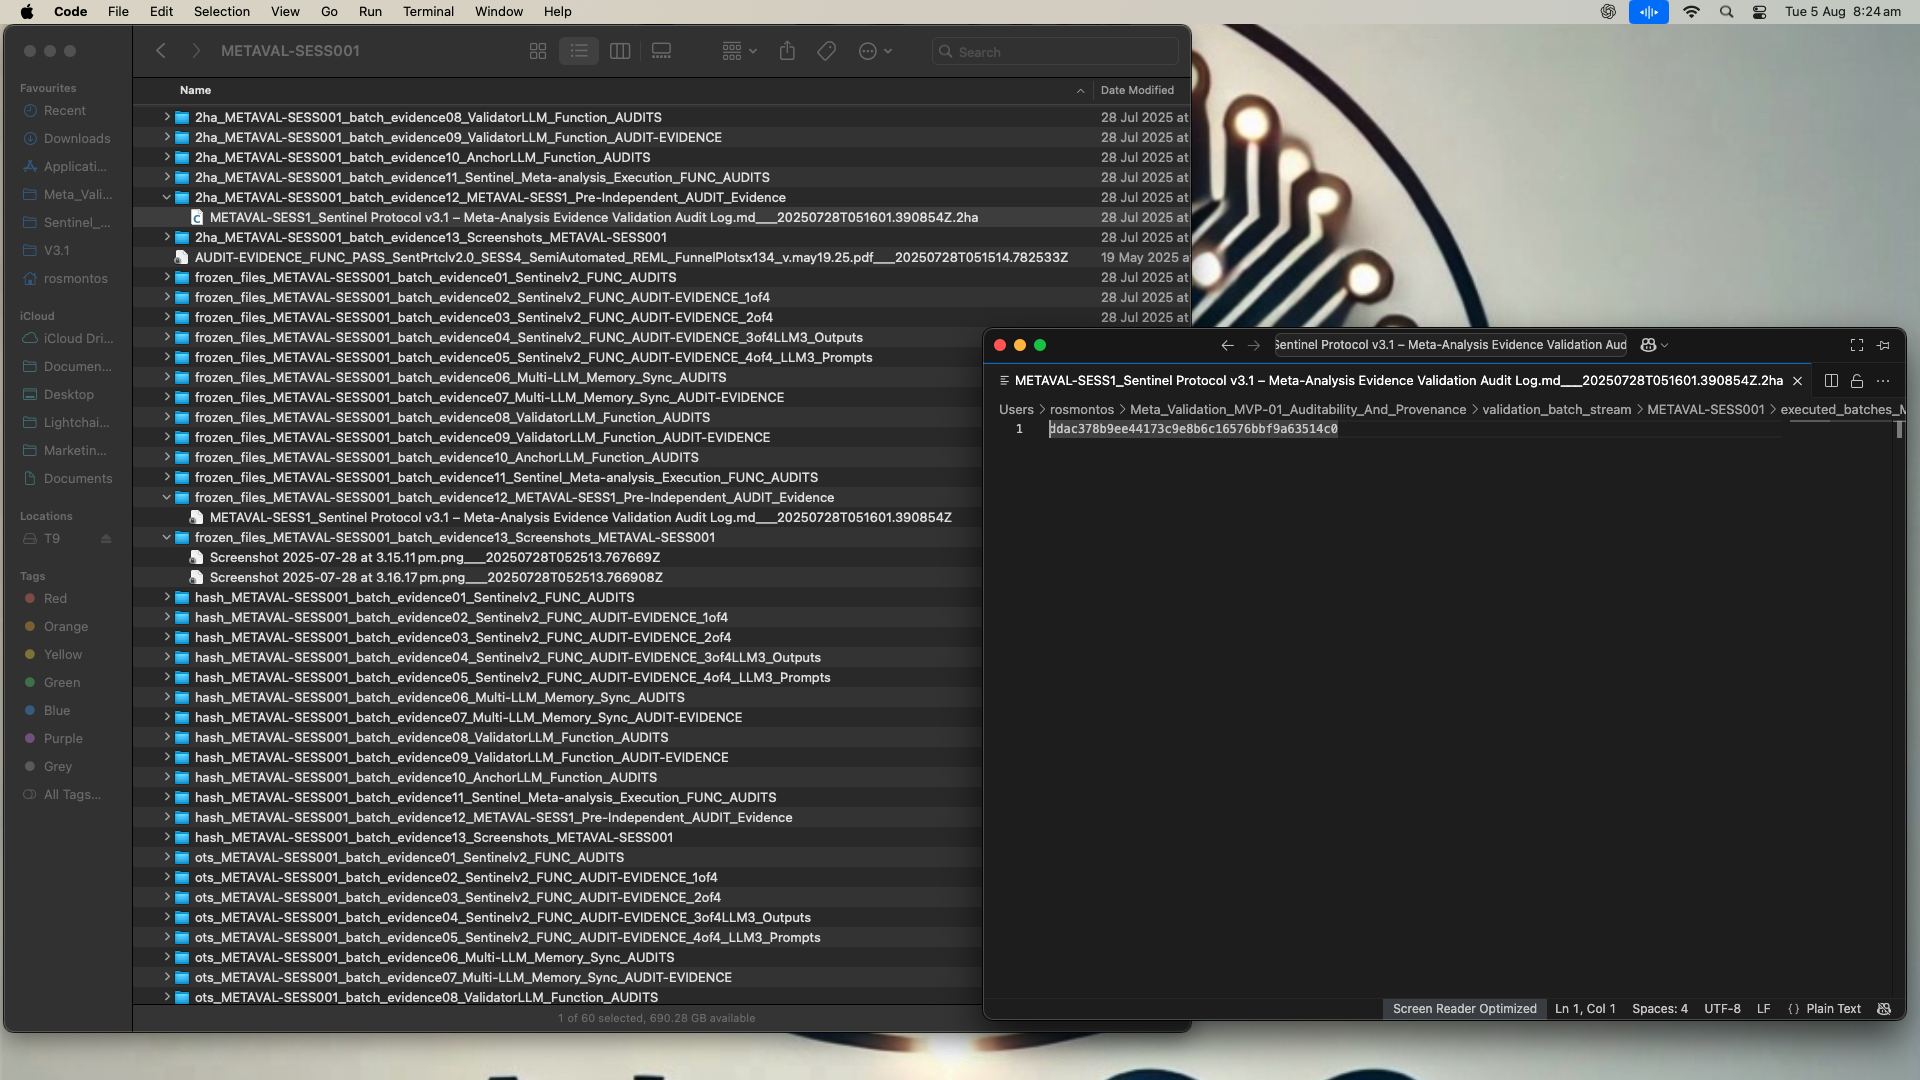 Code File Edit Selection View Go Run Terminal Window Help Tue 5 Aug 8:24 am
METAVAL-SESS001 Search
Favourites
Recent
Downloads
Applicati...
Meta_Vali...
Sentinel_...
V3.1
rosmontos
iCloud
iCloud Dri...
Documen...
Desktop
Lightchai...
Marketin...
Documents
Locations
T9
Tags
Red
Orange
Yellow
Green
Blue
Purple
Grey
All Tags...
Name Date Modified
2ha_METAVAL-SESS001_batch_evidence08_ValidatorLLM_Function_AUDITS 28 Jul 2025 at
2ha_METAVAL-SESS001_batch_evidence09_ValidatorLLM_Function_AUDIT-EVIDENCE 28 Jul 2025 at
2ha_METAVAL-SESS001_batch_evidence10_AnchorLLM_Function_AUDITS 28 Jul 2025 at
2ha_METAVAL-SESS001_batch_evidence11_Sentinel_Meta-analysis_Execution_FUNC_AUDITS 28 Jul 2025 at
2ha_METAVAL-SESS001_batch_evidence12_METAVAL-SESS1_Pre-Independent_AUDIT_Evidence 28 Jul 2025 at
METAVAL-SESS1_Sentinel Protocol v3.1 – Meta-Analysis Evidence Validation Audit Log.md___20250728T051601.390854Z.2ha 28 Jul 2025 at
2ha_METAVAL-SESS001_batch_evidence13_Screenshots_METAVAL-SESS001 28 Jul 2025 at
AUDIT-EVIDENCE_FUNC_PASS_SentPrtclv2.0_SESS4_SemiAutomated_REML_FunnelPlotsx134_v.may19.25.pdf___20250728T051514.782533Z 19 May 2025 a
frozen_files_METAVAL-SESS001_batch_evidence01_Sentinelv2_FUNC_AUDITS 28 Jul 2025 at
frozen_files_METAVAL-SESS001_batch_evidence02_Sentinelv2_FUNC_AUDIT-EVIDENCE_1of4 28 Jul 2025 at
frozen_files_METAVAL-SESS001_batch_evidence03_Sentinelv2_FUNC_AUDIT-EVIDENCE_2of4 28 Jul 2025 at
frozen_files_METAVAL-SESS001_batch_evidence04_Sentinelv2_FUNC_AUDIT-EVIDENCE_3of4LLM3_Outputs
frozen_files_METAVAL-SESS001_batch_evidence05_Sentinelv2_FUNC_AUDIT-EVIDENCE_4of4_LLM3_Prompts
frozen_files_METAVAL-SESS001_batch_evidence06_Multi-LLM_Memory_Sync_AUDITS
frozen_files_METAVAL-SESS001_batch_evidence07_Multi-LLM_Memory_Sync_AUDIT-EVIDENCE
frozen_files_METAVAL-SESS001_batch_evidence08_ValidatorLLM_Function_AUDITS
frozen_files_METAVAL-SESS001_batch_evidence09_ValidatorLLM_Function_AUDIT-EVIDENCE
frozen_files_METAVAL-SESS001_batch_evidence10_AnchorLLM_Function_AUDITS
frozen_files_METAVAL-SESS001_batch_evidence11_Sentinel_Meta-analysis_Execution_FUNC_AUDITS
frozen_files_METAVAL-SESS001_batch_evidence12_METAVAL-SESS1_Pre-Independent_AUDIT_Evidence
METAVAL-SESS1_Sentinel Protocol v3.1 – Meta-Analysis Evidence Validation Audit Log.md___20250728T051601.390854Z
frozen_files_METAVAL-SESS001_batch_evidence13_Screenshots_METAVAL-SESS001
Screenshot 2025-07-28 at 3.15.11 pm.png___20250728T052513.767669Z
Screenshot 2025-07-28 at 3.16.17 pm.png___20250728T052513.766908Z
hash_METAVAL-SESS001_batch_evidence01_Sentinelv2_FUNC_AUDITS
hash_METAVAL-SESS001_batch_evidence02_Sentinelv2_FUNC_AUDIT-EVIDENCE_1of4
hash_METAVAL-SESS001_batch_evidence03_Sentinelv2_FUNC_AUDIT-EVIDENCE_2of4
hash_METAVAL-SESS001_batch_evidence04_Sentinelv2_FUNC_AUDIT-EVIDENCE_3of4LLM3_Outputs
hash_METAVAL-SESS001_batch_evidence05_Sentinelv2_FUNC_AUDIT-EVIDENCE_4of4_LLM3_Prompts
hash_METAVAL-SESS001_batch_evidence06_Multi-LLM_Memory_Sync_AUDITS
hash_METAVAL-SESS001_batch_evidence07_Multi-LLM_Memory_Sync_AUDIT-EVIDENCE
hash_METAVAL-SESS001_batch_evidence08_ValidatorLLM_Function_AUDITS
hash_METAVAL-SESS001_batch_evidence09_ValidatorLLM_Function_AUDIT-EVIDENCE
hash_METAVAL-SESS001_batch_evidence10_AnchorLLM_Function_AUDITS
hash_METAVAL-SESS001_batch_evidence11_Sentinel_Meta-analysis_Execution_FUNC_AUDITS
hash_METAVAL-SESS001_batch_evidence12_METAVAL-SESS1_Pre-Independent_AUDIT_Evidence
hash_METAVAL-SESS001_batch_evidence13_Screenshots_METAVAL-SESS001
ots_METAVAL-SESS001_batch_evidence01_Sentinelv2_FUNC_AUDITS
ots_METAVAL-SESS001_batch_evidence02_Sentinelv2_FUNC_AUDIT-EVIDENCE_1of4
ots_METAVAL-SESS001_batch_evidence03_Sentinelv2_FUNC_AUDIT-EVIDENCE_2of4
ots_METAVAL-SESS001_batch_evidence04_Sentinelv2_FUNC_AUDIT-EVIDENCE_3of4LLM3_Outputs
ots_METAVAL-SESS001_batch_evidence05_Sentinelv2_FUNC_AUDIT-EVIDENCE_4of4_LLM3_Prompts
ots_METAVAL-SESS001_batch_evidence06_Multi-LLM_Memory_Sync_AUDITS
ots_METAVAL-SESS001_batch_evidence07_Multi-LLM_Memory_Sync_AUDIT-EVIDENCE
ots_METAVAL-SESS001_batch_evidence08_ValidatorLLM_Function_AUDITS
1 of 60 selected, 690.28 GB available
Sentinel Protocol v3.1 – Meta-Analysis Evidence Validation Aud
METAVAL-SESS1_Sentinel Protocol v3.1 – Meta-Analysis Evidence Validation Audit Log.md___20250728T051601.390854Z.2ha
Users > rosmontos > Meta_Validation_MVP-01_Auditability_And_Provenance > validation_batch_stream > METAVAL-SESS001 > executed_batches_M
1 ddac378b9ee44173c9e8b6c16576bbf9a63514c0
Screen Reader Optimized Ln 1, Col 1 Spaces: 4 UTF-8 LF {} Plain Text